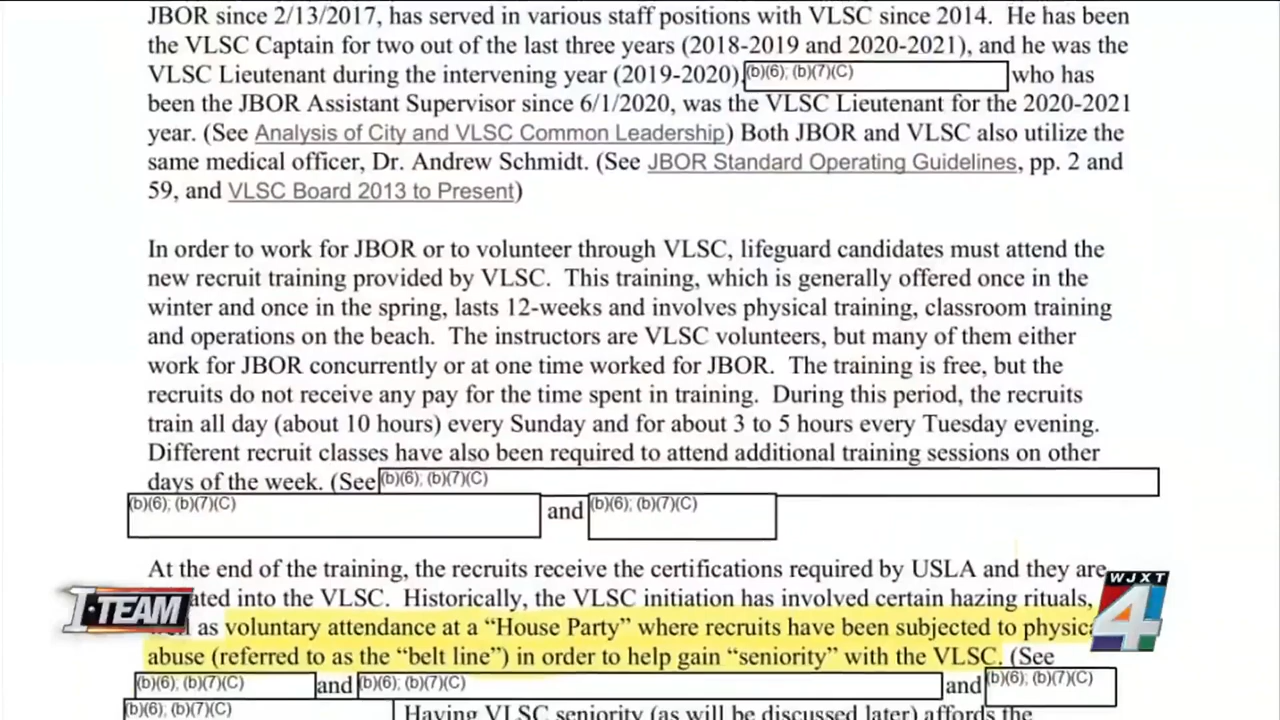 JBOR since 2/13/2017, has served in various staff positions with VLSC since 2014. He has been
the VLSC Captain for two out of the last three years (2018-2019 and 2020-2021), and he was the
VLSC Lieutenant during the intervening year (2019-2020). (b)(6); (b)(7)(C) who has
been the JBOR Assistant Supervisor since 6/1/2020, was the VLSC Lieutenant for the 2020-2021
year. (See Analysis of City and VLSC Common Leadership) Both JBOR and VLSC also utilize the
same medical officer, Dr. Andrew Schmidt. (See JBOR Standard Operating Guidelines, pp. 2 and
59, and VLSC Board 2013 to Present)
In order to work for JBOR or to volunteer through VLSC, lifeguard candidates must attend the
new recruit training provided by VLSC. This training, which is generally offered once in the
winter and once in the spring, lasts 12-weeks and involves physical training, classroom training
and operations on the beach. The instructors are VLSC volunteers, but many of them either
work for JBOR concurrently or at one time worked for JBOR. The training is free, but the
recruits do not receive any pay for the time spent in training. During this period, the recruits
train all day (about 10 hours) every Sunday and for about 3 to 5 hours every Tuesday evening.
Different recruit classes have also been required to attend additional training sessions on other
days of the week. (See (b)(6); (b)(7)(C)
(b)(6); (b)(7)(C) and (b)(6); (b)(7)(C)
At the end of the training, the recruits receive the certifications required by USLA and they are
into the VLSC. Historically, the VLSC initiation has involved certain hazing rituals,
as voluntary attendance at a “House Party” where recruits have been subjected to
abuse (referred to as the “belt line”) in order to help gain “seniority” with the VLSC. (See
(b)(6); (b)(7)(C) and (b)(6); (b)(7)(C) and (b)(6); (b)(7)(C)
(b)(6); (b)(7)(C) Having VLSC seniority (as will be discussed later) affords the
I-TEAM
WJXT
4